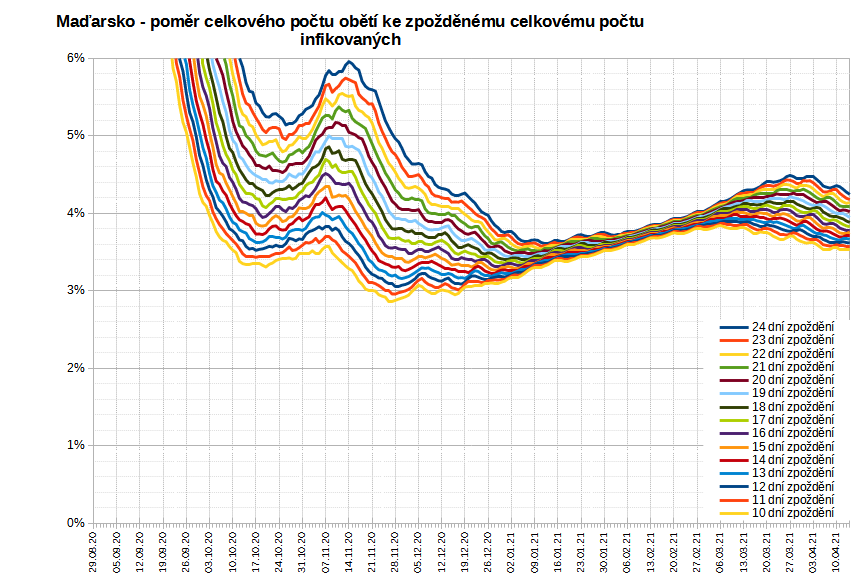 Maďarsko - poměr celkového počtu obětí ke zpožděnému celkovému počtu
infikovaných
6%
5%
4%
3%
2%
1%
0%
24 dní zpoždění
23 dní zpoždění
22 dní zpoždění
21 dní zpoždění
20 dní zpoždění
19 dní zpoždění
18 dní zpoždění
17 dní zpoždění
16 dní zpoždění
15 dní zpoždění
14 dní zpoždění
13 dní zpoždění
12 dní zpoždění
11 dní zpoždění
10 dní zpoždění
29.08.20
05.09.20
12.09.20
19.09.20
26.09.20
03.10.20
10.10.20
17.10.20
24.10.20
31.10.20
07.11.20
14.11.20
21.11.20
28.11.20
05.12.20
12.12.20
19.12.20
26.12.20
02.01.21
09.01.21
16.01.21
23.01.21
30.01.21
06.02.21
13.02.21
20.02.21
27.02.21
06.03.21
13.03.21
20.03.21
27.03.21
03.04.21
10.04.21